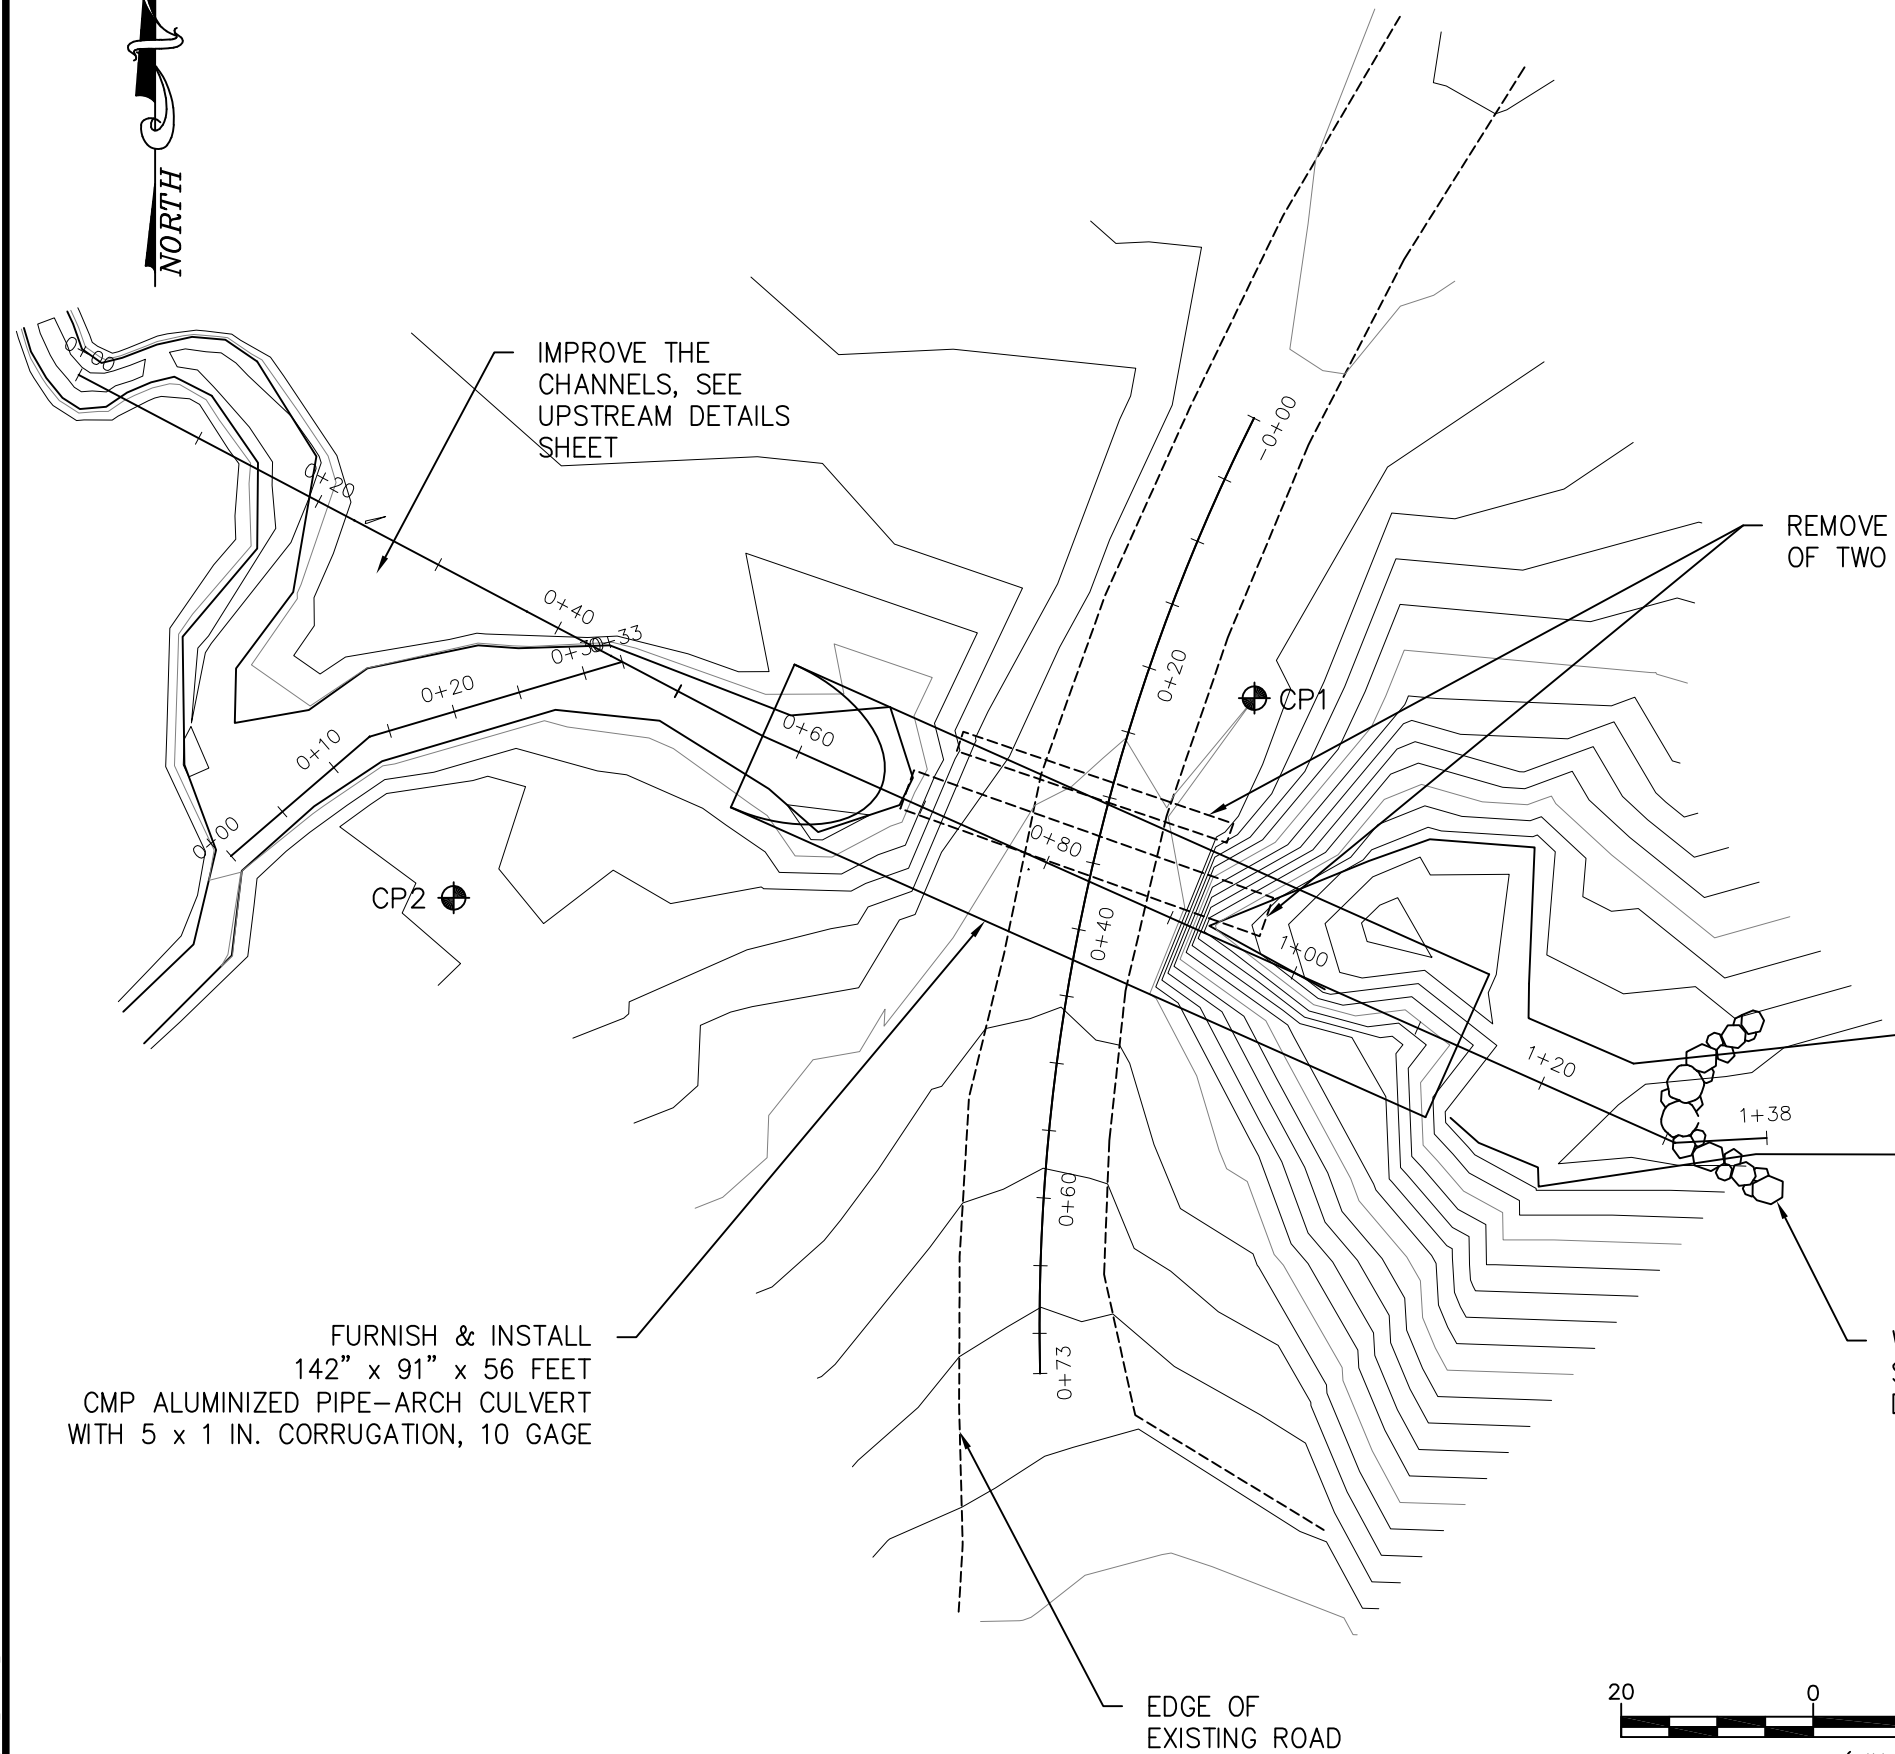 NORTH
IMPROVE THE
CHANNELS, SEE
UPSTREAM DETAILS
SHEET
0+00
0+20
0+40
0+33
0+30
0+20
0+10
0+00
0+60
0+80
1+00
1+20
1+38
-0+00
0+20
0+40
0+60
0+73
CP1
CP2
REMOVE
OF TWO
FURNISH & INSTALL
142” x 91” x 56 FEET
CMP ALUMINIZED PIPE-ARCH CULVERT
WITH 5 x 1 IN. CORRUGATION, 10 GAGE
EDGE OF
EXISTING ROAD
20 0